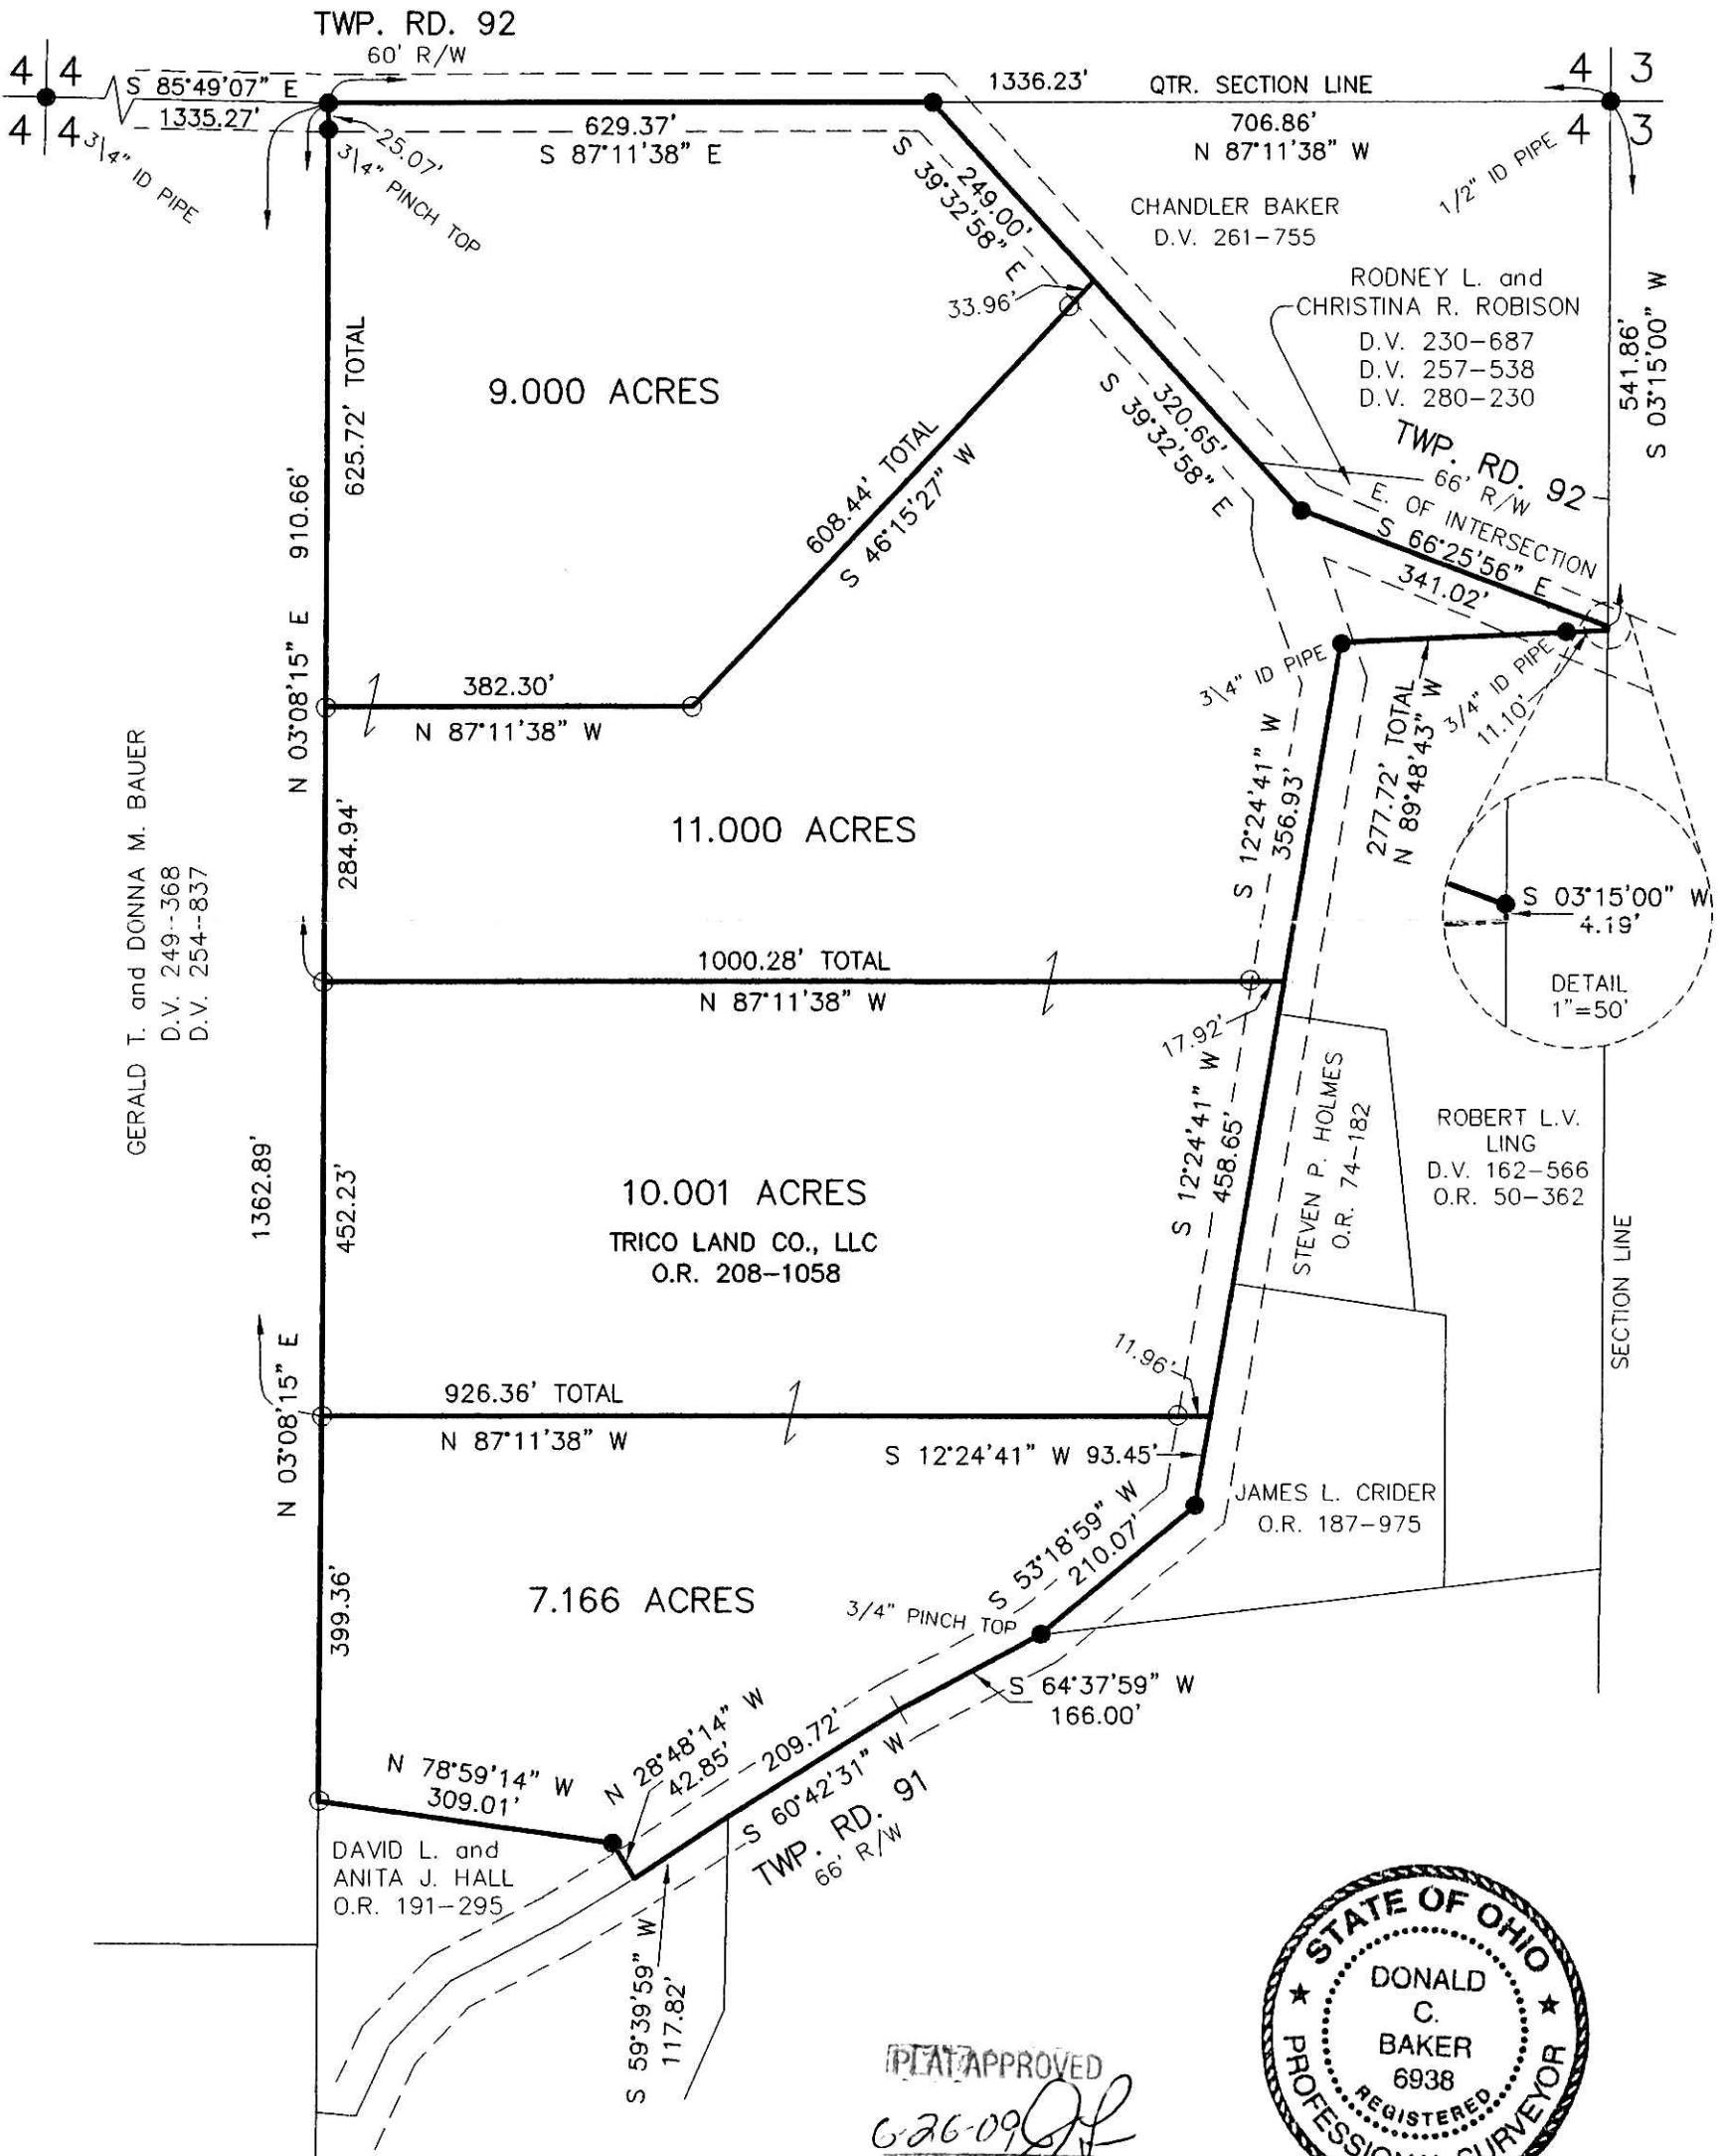 TWP. RD. 92
60' R/W
4 4
4 4
S 85°49'07" E
1335.27'
3\4" ID PIPE
25.07'
3\4" PINCH TOP
629.37'
S 87°11'38" E
1336.23'
QTR. SECTION LINE
706.86'
N 87°11'38" W
4 3
4 3
1/2" ID PIPE
249.00'
S 39°32'58" E
CHANDLER BAKER
D.V. 261-755
RODNEY L. and
CHRISTINA R. ROBISON
D.V. 230-687
D.V. 257-538
D.V. 280-230
541.86'
S 03°15'00" W
33.96'
9.000 ACRES
625.72' TOTAL
910.66'
N 03°08'15" E
608.44' TOTAL
S 46°15'27" W
320.65'
S 39°32'58" E
TWP. RD. 92
66' R/W
E. OF INTERSECTION
S 66°25'56" E
341.02'
3\4" ID PIPE
3/4" ID PIPE
11.10'
277.72' TOTAL
N 89°48'43" W
382.30'
N 87°11'38" W
GERALD T. and DONNA M. BAUER
D.V. 249--368
D.V. 254--837
284.94'
11.000 ACRES
S 12°24'41" W
356.93'
S 03°15'00" W
4.19'
DETAIL
1"=50'
1000.28' TOTAL
N 87°11'38" W
17.92'
1362.89'
452.23'
N 03°08'15" E
10.001 ACRES
TRICO LAND CO., LLC
O.R. 208-1058
S 12°24'41" W
458.65'
STEVEN P. HOLMES
O.R. 74-182
ROBERT L.V.
LING
D.V. 162-566
O.R. 50-362
SECTION LINE
11.96'
926.36' TOTAL
N 87°11'38" W
S 12°24'41" W 93.45'
JAMES L. CRIDER
O.R. 187-975
399.36'
7.166 ACRES
S 53°18'59" W
210.07'
3/4" PINCH TOP
S 64°37'59" W
166.00'
N 28°48'14" W
42.85'
209.72'
S 60°42'31" W
TWP. RD. 91
66' R/W
N 78°59'14" W
309.01'
DAVID L. and
ANITA J. HALL
O.R. 191-295
S 59°39'59" W
117.82'
PLAT APPROVED
6-26-09
STATE OF OHIO
DONALD
C.
BAKER
6938
REGISTERED
PROFESSIONAL SURVEYOR